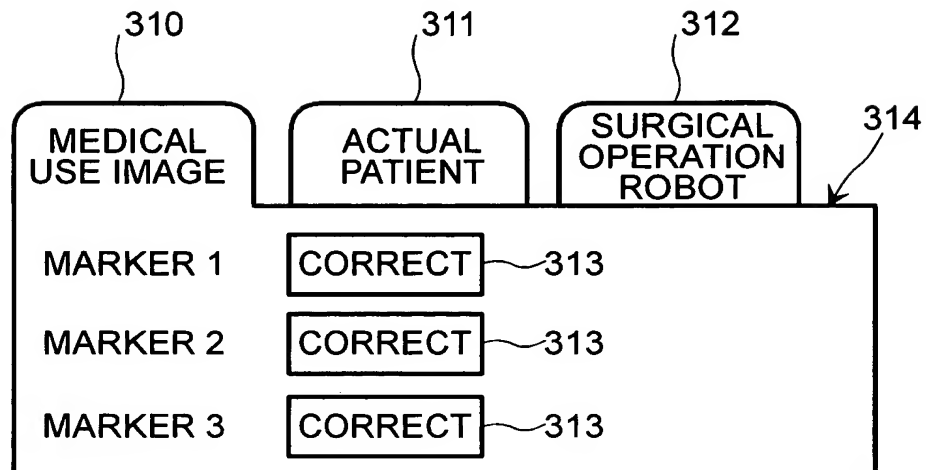 310 311 312
MEDICAL USE IMAGE
ACTUAL PATIENT
SURGICAL OPERATION ROBOT
314
MARKER 1 CORRECT 313
MARKER 2 CORRECT 313
MARKER 3 CORRECT 313